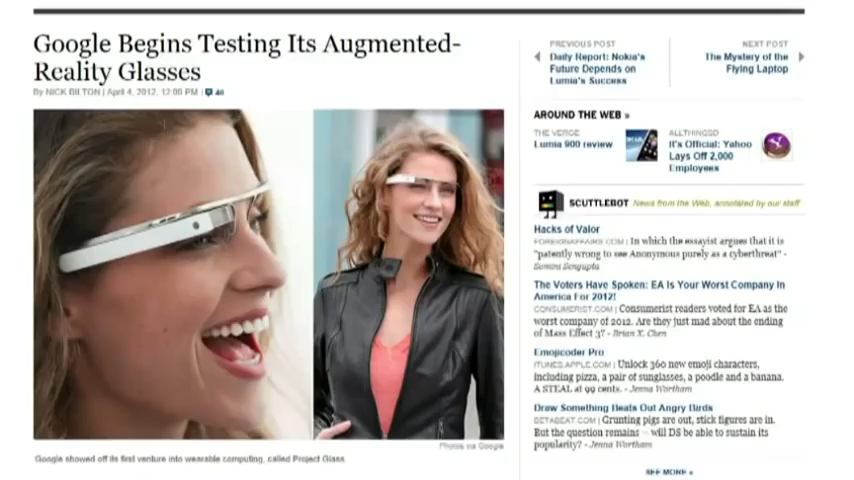 Google Begins Testing Its Augmented-
Reality Glasses
By NICK BILTON | April 4, 2012, 12:00 PM | 40
Photos via Google
Google showed off its first venture into wearable computing, called Project Glass.
PREVIOUS POST
Daily Report: Nokia's
Future Depends on
Lumia's Success
NEXT POST
The Mystery of the
Flying Laptop
AROUND THE WEB »
THE VERGE
Lumia 900 review
ALLTHINGSD
It's Official: Yahoo
Lays Off 2,000
Employees
SCUTTLEBOT News from the Web, annotated by our staff
Hacks of Valor
FOREIGNAFFAIRS.COM | In which the essayist argues that it is
"patently wrong to see Anonymous purely as a cyberthreat" -
Somini Sengupta
The Voters Have Spoken: EA Is Your Worst Company In
America For 2012!
CONSUMERIST.COM | Consumerist readers voted for EA as the
worst company of 2012. Are they just mad about the ending
of Mass Effect 3? - Brian X. Chen
Emojicoder Pro
ITUNES.APPLE.COM | Unlock 360 new emoji characters,
including pizza, a pair of sunglasses, a poodle and a banana.
A STEAL at 99 cents. - Jenna Wortham
Draw Something Beats Out Angry Birds
BETABEAT.COM | Grunting pigs are out, stick figures are in.
But the question remains — will DS be able to sustain its
popularity? - Jenna Wortham
SEE MORE »